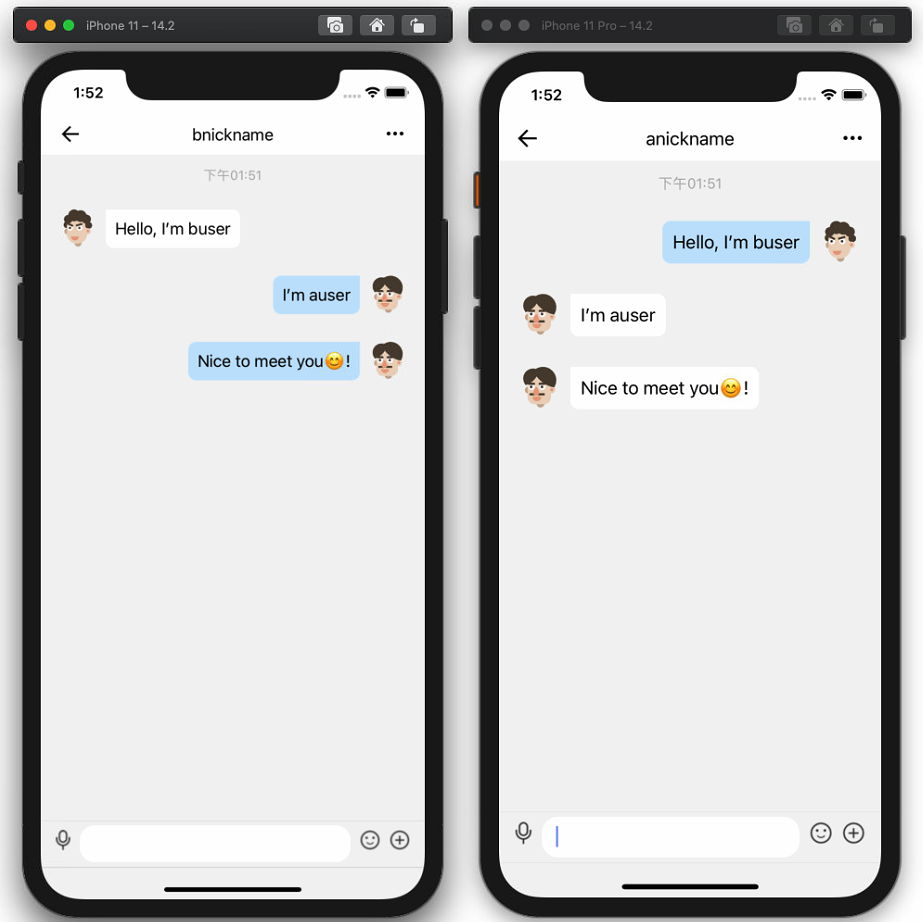 iPhone 11 – 14.2
1:52
bnickname
下午01:51
Hello, I’m buser
I’m auser
Nice to meet you😊!
iPhone 11 Pro – 14.2
1:52
anickname
下午01:51
Hello, I’m buser
I’m auser
Nice to meet you😊!